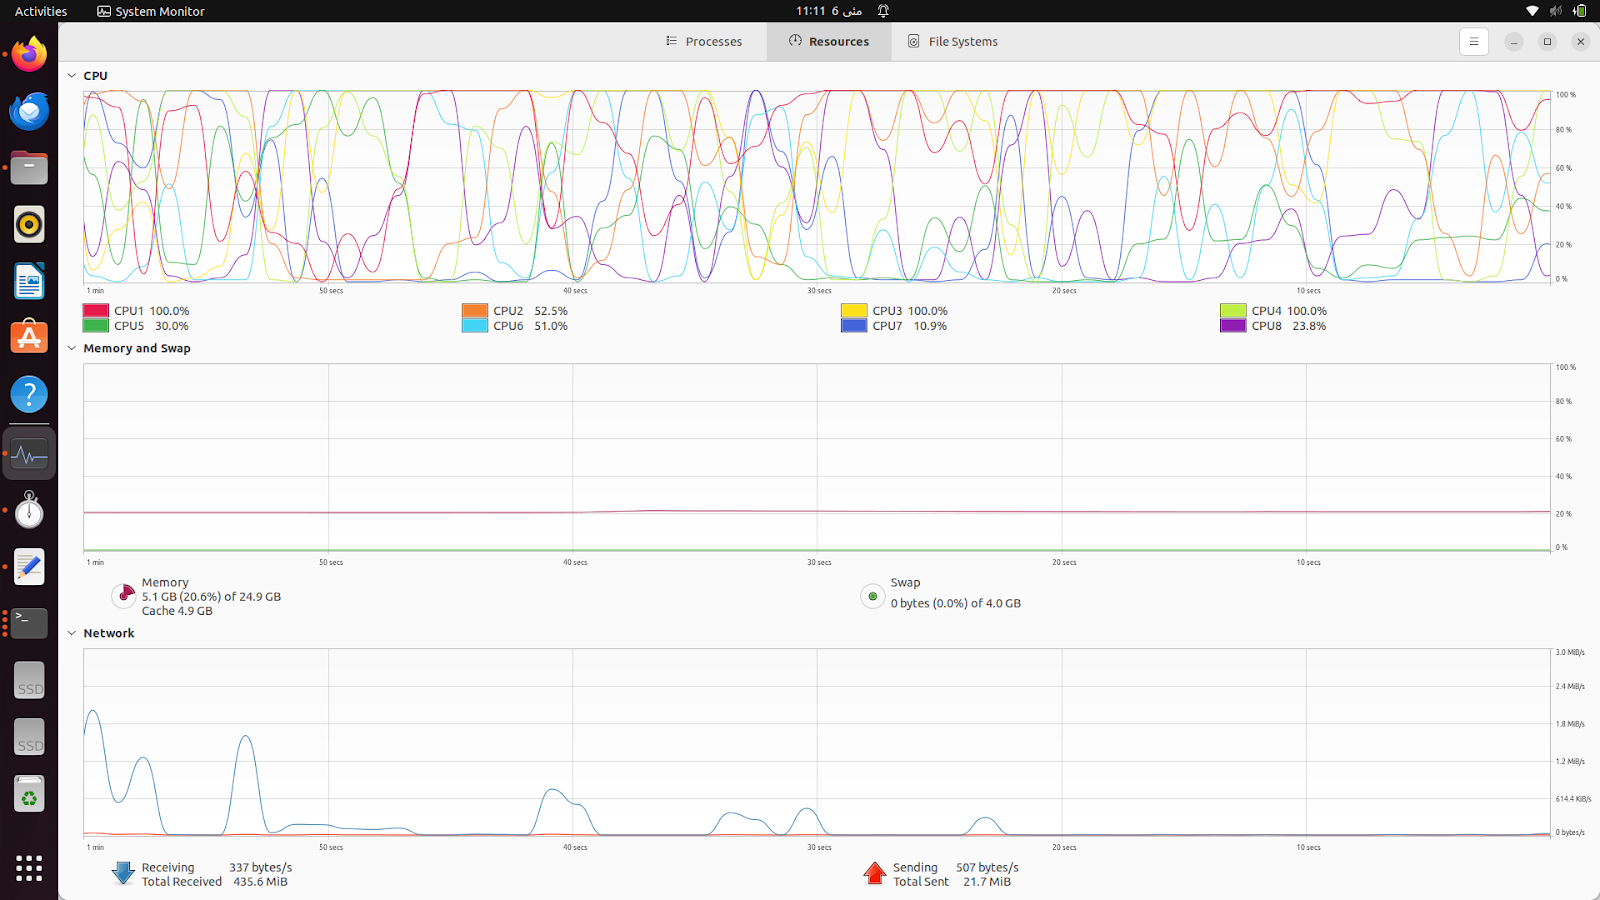 Activities System Monitor 11:11 6 مئی
Processes Resources File Systems
CPU
100 %
80 %
60 %
40 %
20 %
0 %
1 min 50 secs 40 secs 30 secs 20 secs 10 secs
CPU1 100.0% CPU2 52.5% CPU3 100.0% CPU4 100.0%
CPU5 30.0% CPU6 51.0% CPU7 10.9% CPU8 23.8%
Memory and Swap
100 %
80 %
60 %
40 %
20 %
0 %
1 min 50 secs 40 secs 30 secs 20 secs 10 secs
Memory
5.1 GB (20.6%) of 24.9 GB
Cache 4.9 GB
Swap
0 bytes (0.0%) of 4.0 GB
Network
3.0 MiB/s
2.4 MiB/s
1.8 MiB/s
1.2 MiB/s
614.4 KiB/s
0 bytes/s
1 min 50 secs 40 secs 30 secs 20 secs 10 secs
Receiving 337 bytes/s
Total Received 435.6 MiB
Sending 507 bytes/s
Total Sent 21.7 MiB
SSD
SSD